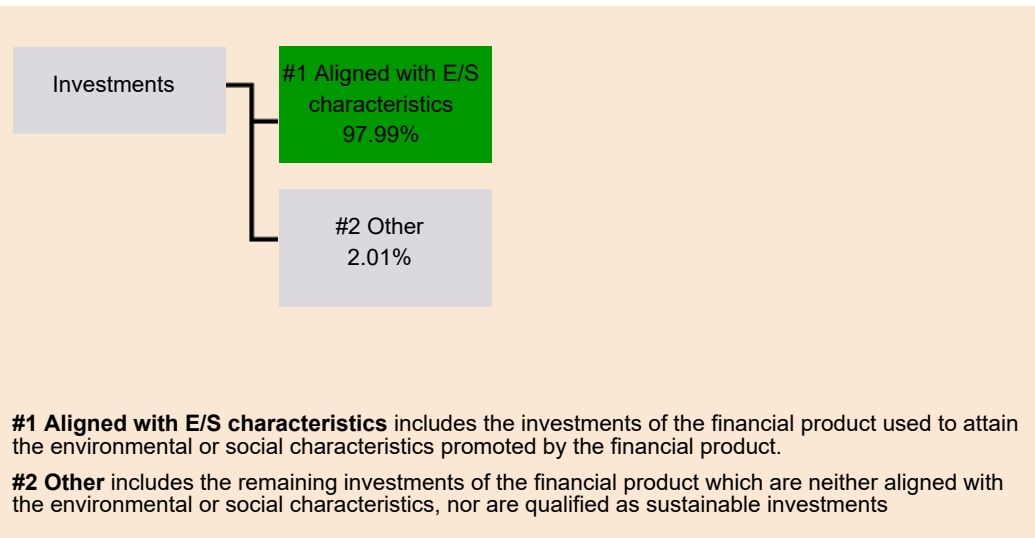 Investments
#1 Aligned with E/S
characteristics
97.99%
#2 Other
2.01%
#1 Aligned with E/S characteristics includes the investments of the financial product used to attain
the environmental or social characteristics promoted by the financial product.
#2 Other includes the remaining investments of the financial product which are neither aligned with
the environmental or social characteristics, nor are qualified as sustainable investments